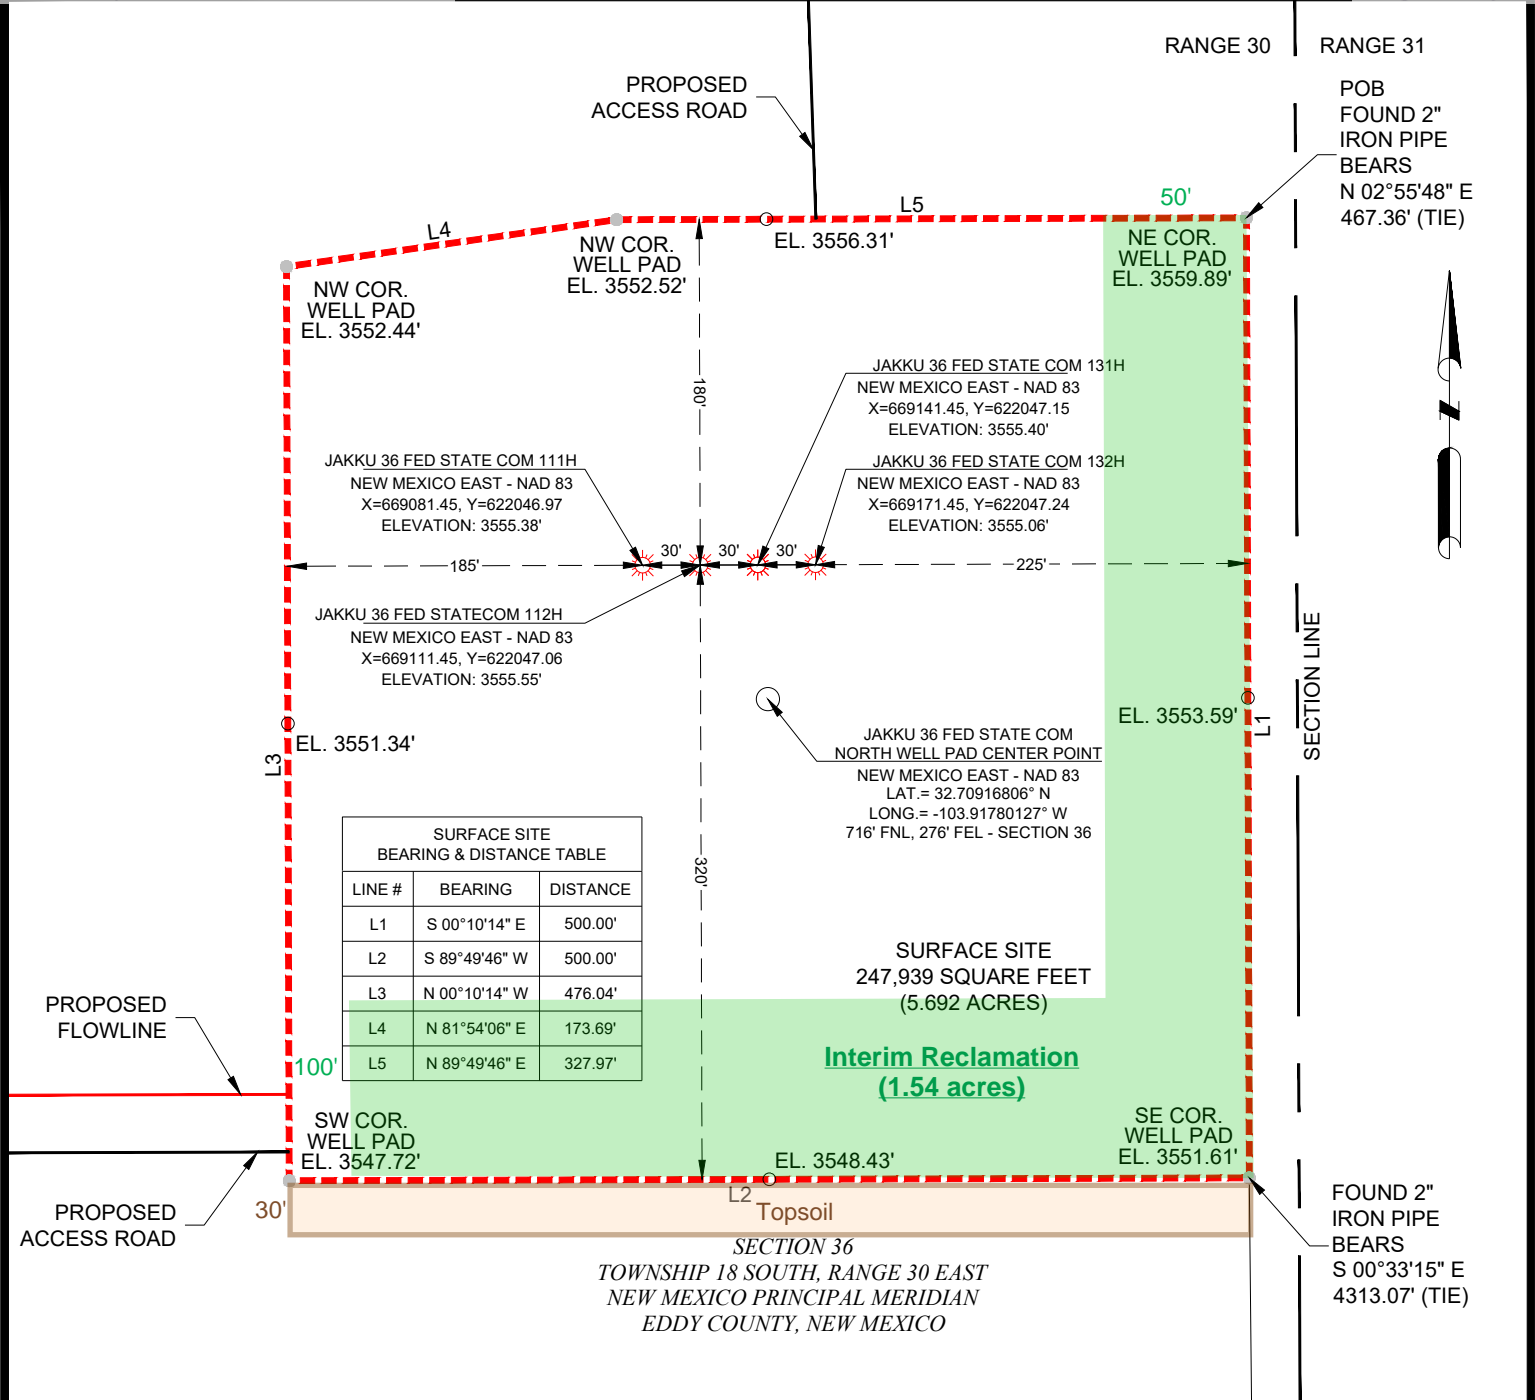 RANGE 30
RANGE 31
POB
FOUND 2"
IRON PIPE
BEARS
N 02°55'48" E
467.36' (TIE)
PROPOSED
ACCESS ROAD
L4
L5
50'
NW COR.
WELL PAD
EL. 3552.44'
NW COR.
WELL PAD
EL. 3552.52'
EL. 3556.31'
NE COR.
WELL PAD
EL. 3559.89'
180'
JAKKU 36 FED STATE COM 131H
NEW MEXICO EAST - NAD 83
X=669141.45, Y=622047.15
ELEVATION: 3555.40'
JAKKU 36 FED STATE COM 111H
NEW MEXICO EAST - NAD 83
X=669081.45, Y=622046.97
ELEVATION: 3555.38'
JAKKU 36 FED STATE COM 132H
NEW MEXICO EAST - NAD 83
X=669171.45, Y=622047.24
ELEVATION: 3555.06'
185'
30'
30'
30'
225'
N
JAKKU 36 FED STATECOM 112H
NEW MEXICO EAST - NAD 83
X=669111.45, Y=622047.06
ELEVATION: 3555.55'
SECTION LINE
L1
EL. 3553.59'
EL. 3551.34'
L3
JAKKU 36 FED STATE COM
NORTH WELL PAD CENTER POINT
NEW MEXICO EAST - NAD 83
LAT.= 32.70916806° N
LONG.= -103.91780127° W
716' FNL, 276' FEL - SECTION 36
320'
SURFACE SITE
BEARING & DISTANCE TABLE
LINE # BEARING DISTANCE
L1 S 00°10'14" E 500.00'
L2 S 89°49'46" W 500.00'
L3 N 00°10'14" W 476.04'
L4 N 81°54'06" E 173.69'
L5 N 89°49'46" E 327.97'
SURFACE SITE
247,939 SQUARE FEET
(5.692 ACRES)
Interim Reclamation
(1.54 acres)
PROPOSED
FLOWLINE
100'
SW COR.
WELL PAD
EL. 3547.72'
EL. 3548.43'
SE COR.
WELL PAD
EL. 3551.61'
PROPOSED
ACCESS ROAD
30'
L2
Topsoil
FOUND 2"
IRON PIPE
BEARS
S 00°33'15" E
4313.07' (TIE)
SECTION 36
TOWNSHIP 18 SOUTH, RANGE 30 EAST
NEW MEXICO PRINCIPAL MERIDIAN
EDDY COUNTY, NEW MEXICO